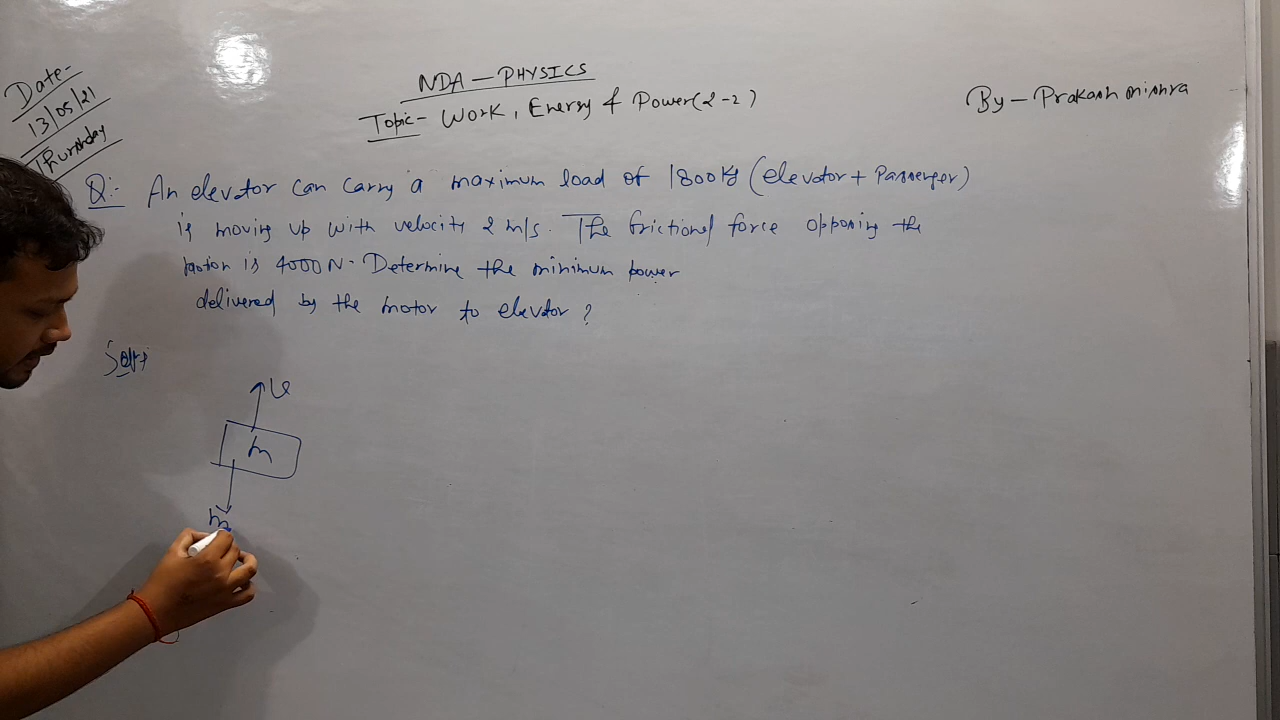 Date-
13/05/21
Thursday
NDA - PHYSICS
Topic- Work, Energy & Power(2-2)
By - Prakash mishra
Q:- An elevator can carry a maximum load of 1800 kg (elevator + Passenger)
is moving up with velocity 2 m/s. The frictional force opposing the
motion is 4000 N. Determine the minimum power
delivered by the motor to elevator ?
Soln:
v
m
m